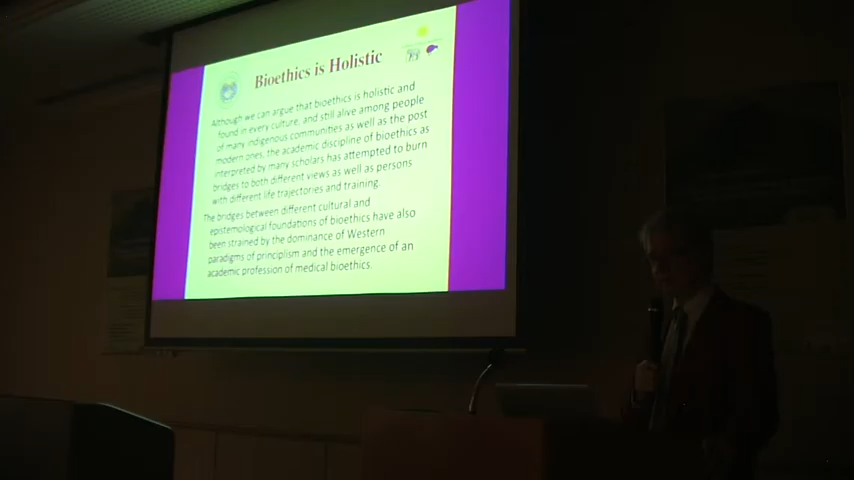 Bioethics is Holistic
Although we can argue that bioethics is holistic and
found in every culture, and still alive among people
of many indigenous communities as well as the post
modern ones, the academic discipline of bioethics as
interpreted by many scholars has attempted to burn
bridges to both different views as well as persons
with different life trajectories and training.
The bridges between different cultural and
epistemological foundations of bioethics have also
been strained by the dominance of Western
paradigms of principlism and the emergence of an
academic profession of medical bioethics.